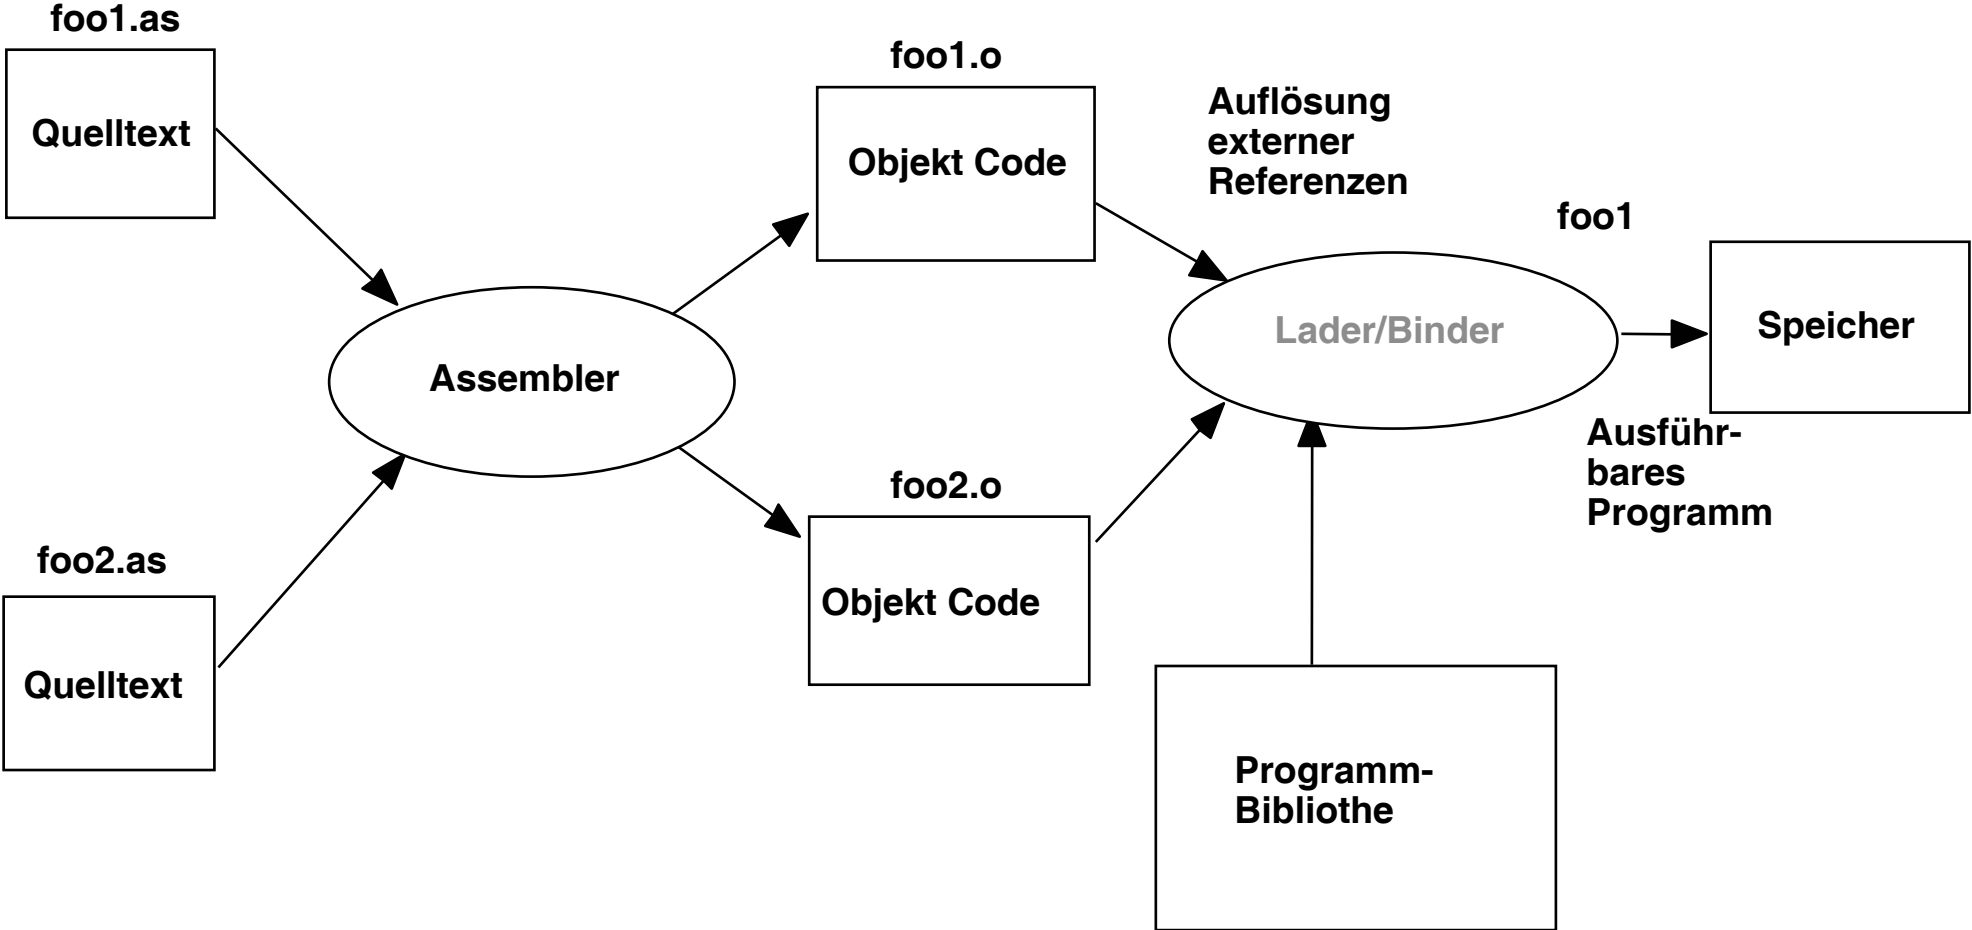 foo1.as
Quelltext
foo1.o
Objekt Code
Auflösung
externer
Referenzen
foo1
Assembler
Lader/Binder
Speicher
Ausführ-
bares
Programm
foo2.as
Quelltext
foo2.o
Objekt Code
Programm-
Bibliothe